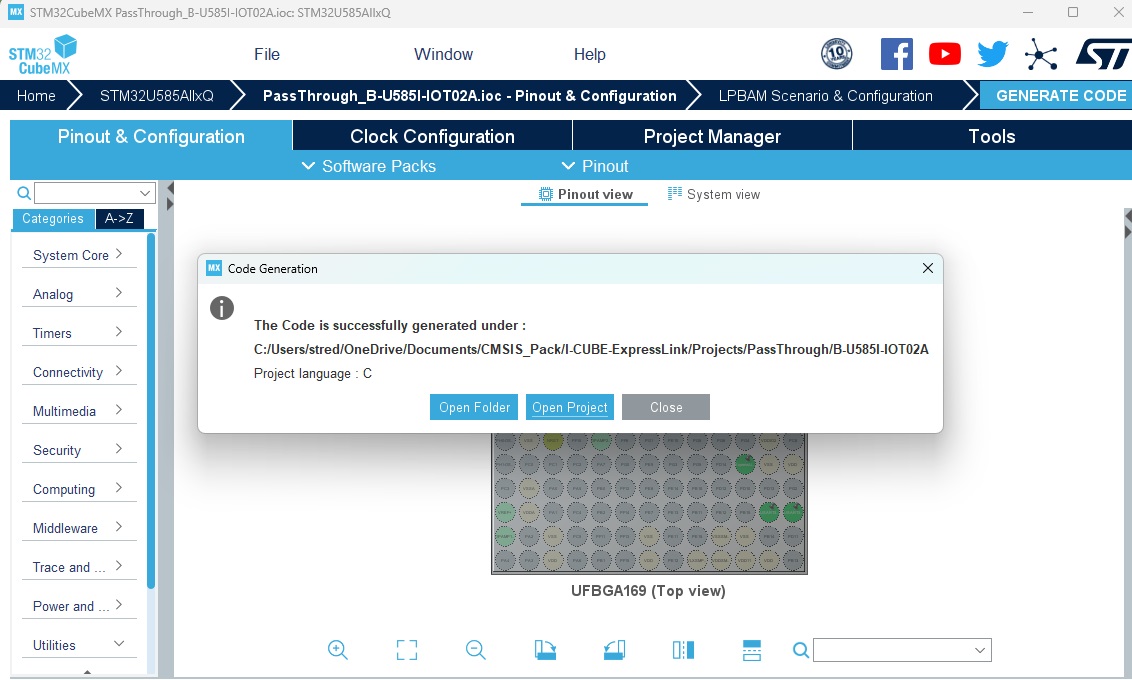 MX STM32CubeMX PassThrough_B-U585I-IOT02A.ioc: STM32U585AIIxQ
STM32
CubeMX
File Window Help
10
ST
Home STM32U585AIIxQ PassThrough_B-U585I-IOT02A.ioc - Pinout & Configuration LPBAM Scenario & Configuration GENERATE CODE
Pinout & Configuration Clock Configuration Project Manager Tools
Software Packs Pinout
Pinout view System view
Categories A->Z
System Core
Analog
Timers
Connectivity
Multimedia
Security
Computing
Middleware
Trace and ...
Power and ...
Utilities
MX Code Generation
The Code is successfully generated under :
C:/Users/stred/OneDrive/Documents/CMSIS_Pack/I-CUBE-ExpressLink/Projects/PassThrough/B-U585I-IOT02A
Project language : C
Open Folder Open Project Close
UFBGA169 (Top view)